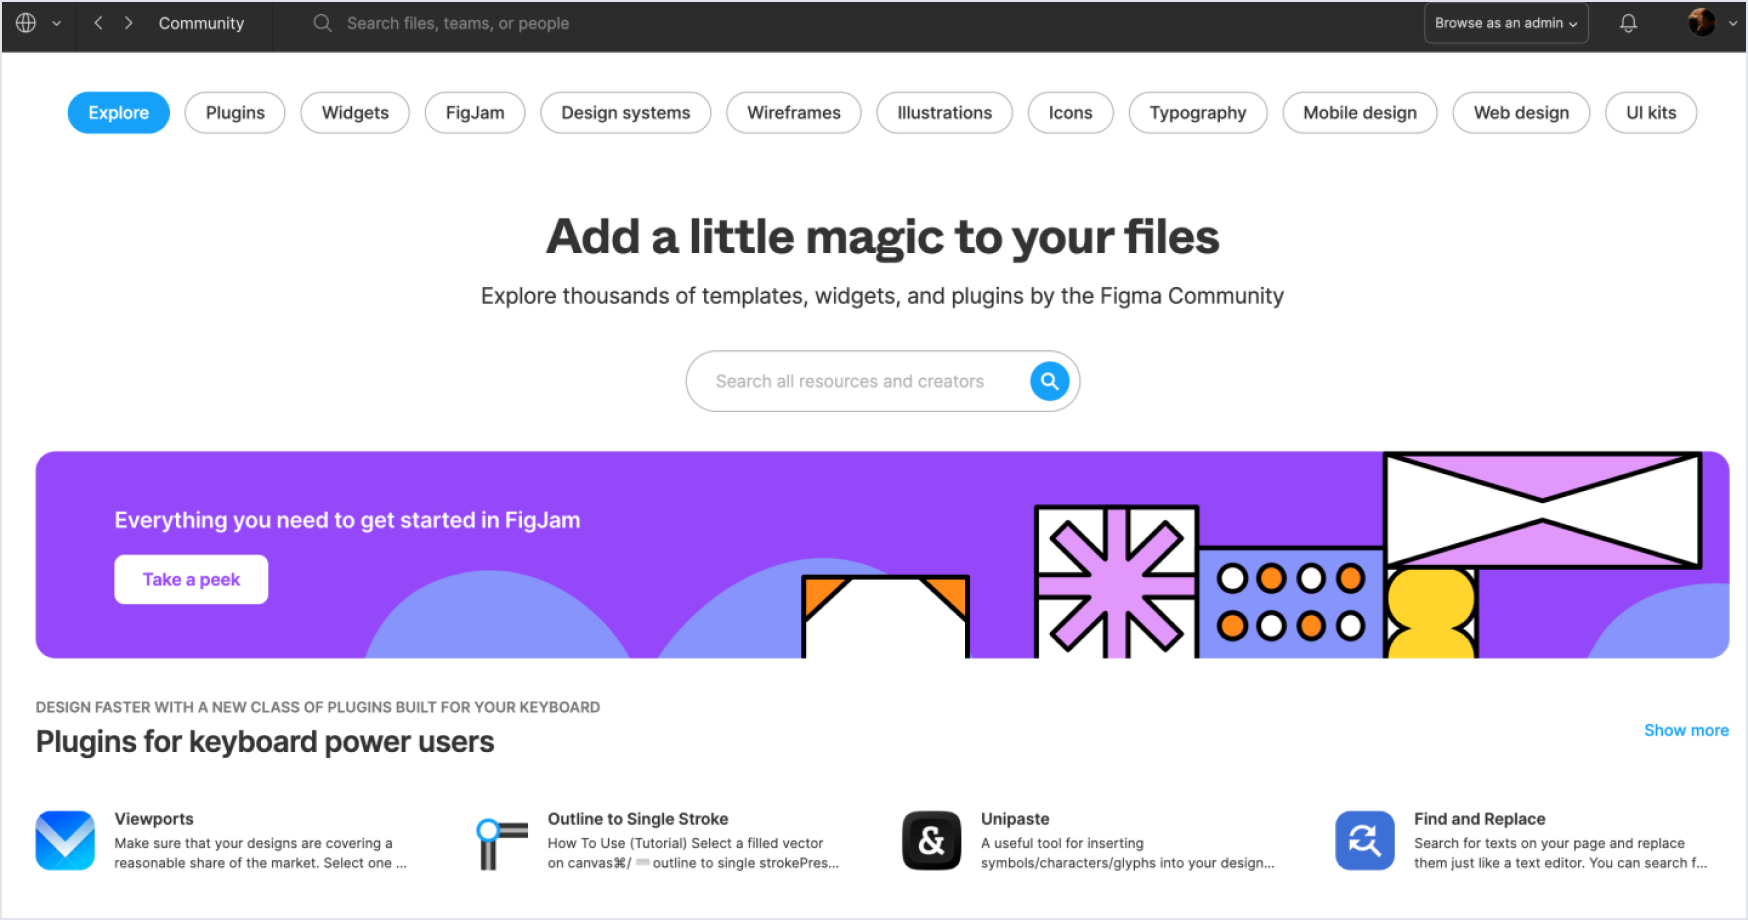 Community
Search files, teams, or people
Browse as an admin
Explore
Plugins
Widgets
FigJam
Design systems
Wireframes
Illustrations
Icons
Typography
Mobile design
Web design
UI kits
Add a little magic to your files
Explore thousands of templates, widgets, and plugins by the Figma Community
Search all resources and creators
Everything you need to get started in FigJam
Take a peek
DESIGN FASTER WITH A NEW CLASS OF PLUGINS BUILT FOR YOUR KEYBOARD
Plugins for keyboard power users
Show more
Viewports
Make sure that your designs are covering a
reasonable share of the market. Select one ...
Outline to Single Stroke
How To Use (Tutorial) Select a filled vector
on canvas⌘/ outline to single strokePres...
&
Unipaste
A useful tool for inserting
symbols/characters/glyphs into your design...
Find and Replace
Search for texts on your page and replace
them just like a text editor. You can search f...